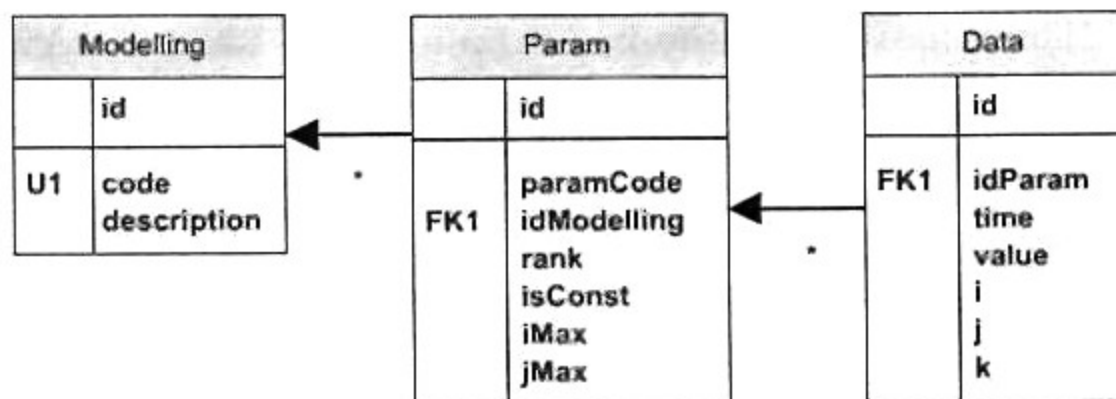 Modelling
id
U1 code
description
*
Param
id
paramCode
FK1 idModelling
rank
isConst
iMax
jMax
*
Data
id
FK1 idParam
time
value
i
j
k